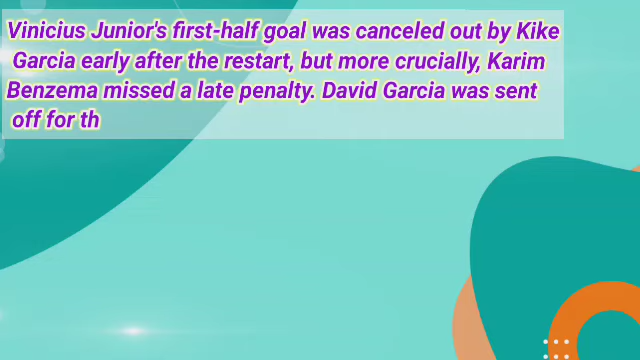 Vinicius Junior's first-half goal was canceled out by Kike
Garcia early after the restart, but more crucially, Karim
Benzema missed a late penalty. David Garcia was sent
off for th